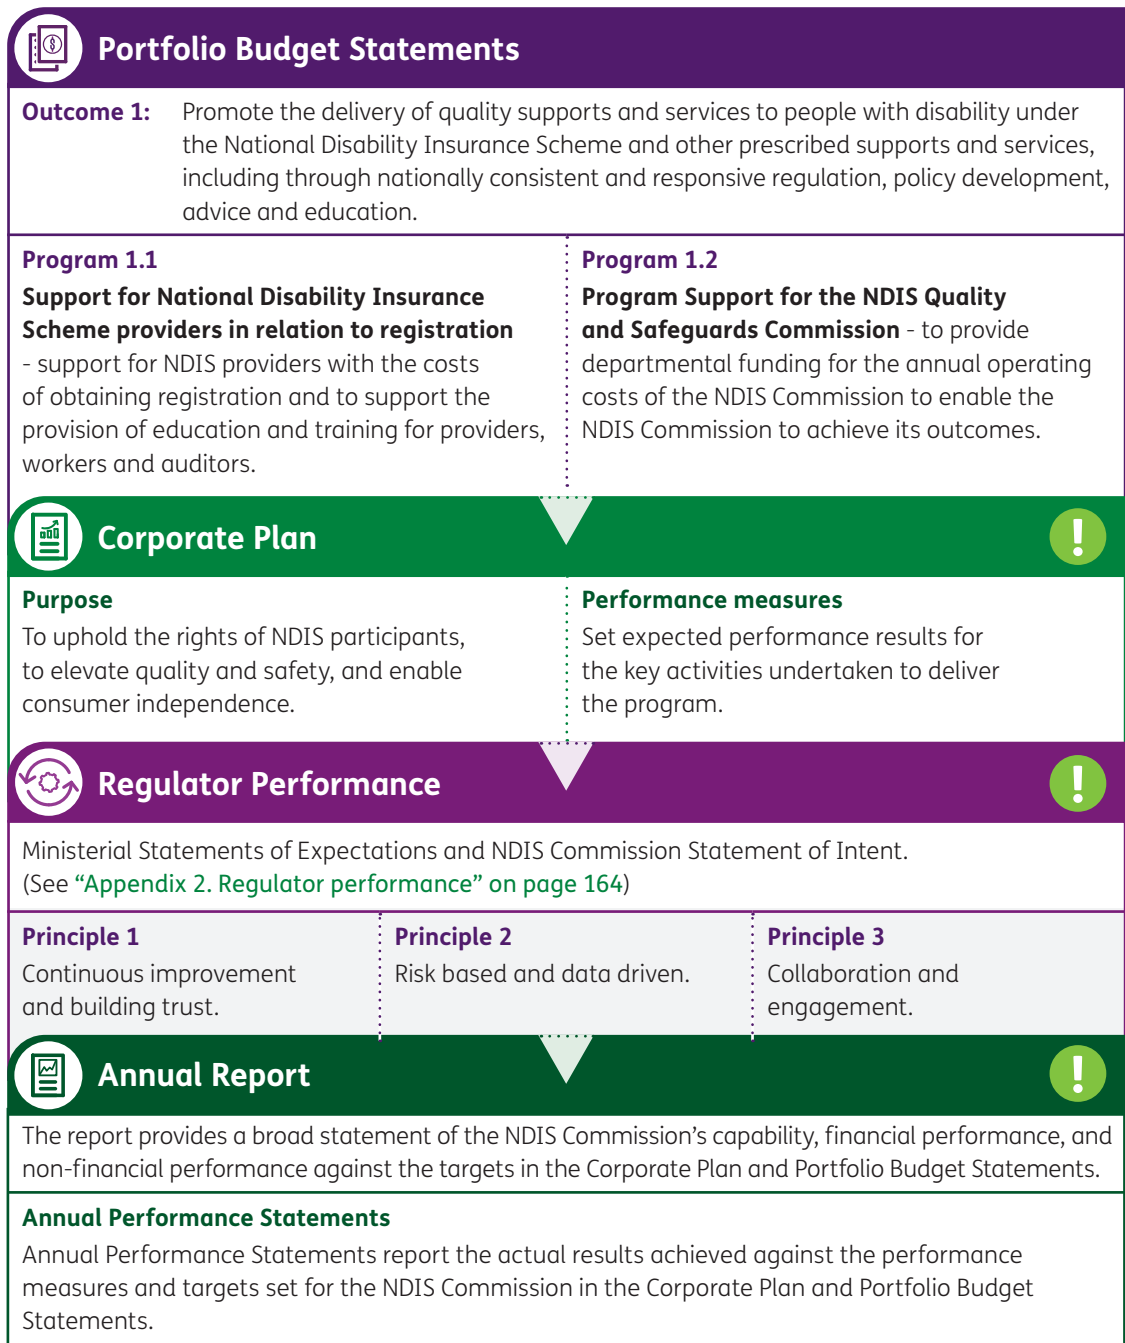 Portfolio Budget Statements
Outcome 1: Promote the delivery of quality supports and services to people with disability under
the National Disability Insurance Scheme and other prescribed supports and services,
including through nationally consistent and responsive regulation, policy development,
advice and education.
Program 1.1
Support for National Disability Insurance
Scheme providers in relation to registration
- support for NDIS providers with the costs
of obtaining registration and to support the
provision of education and training for providers,
workers and auditors.
Program 1.2
Program Support for the NDIS Quality
and Safeguards Commission - to provide
departmental funding for the annual operating
costs of the NDIS Commission to enable the
NDIS Commission to achieve its outcomes.
Corporate Plan
!
Purpose
To uphold the rights of NDIS participants,
to elevate quality and safety, and enable
consumer independence.
Performance measures
Set expected performance results for
the key activities undertaken to deliver
the program.
Regulator Performance
!
Ministerial Statements of Expectations and NDIS Commission Statement of Intent.
(See “Appendix 2. Regulator performance” on page 164)
Principle 1
Continuous improvement
and building trust.
Principle 2
Risk based and data driven.
Principle 3
Collaboration and
engagement.
Annual Report
!
The report provides a broad statement of the NDIS Commission’s capability, financial performance, and
non-financial performance against the targets in the Corporate Plan and Portfolio Budget Statements.
Annual Performance Statements
Annual Performance Statements report the actual results achieved against the performance
measures and targets set for the NDIS Commission in the Corporate Plan and Portfolio Budget
Statements.